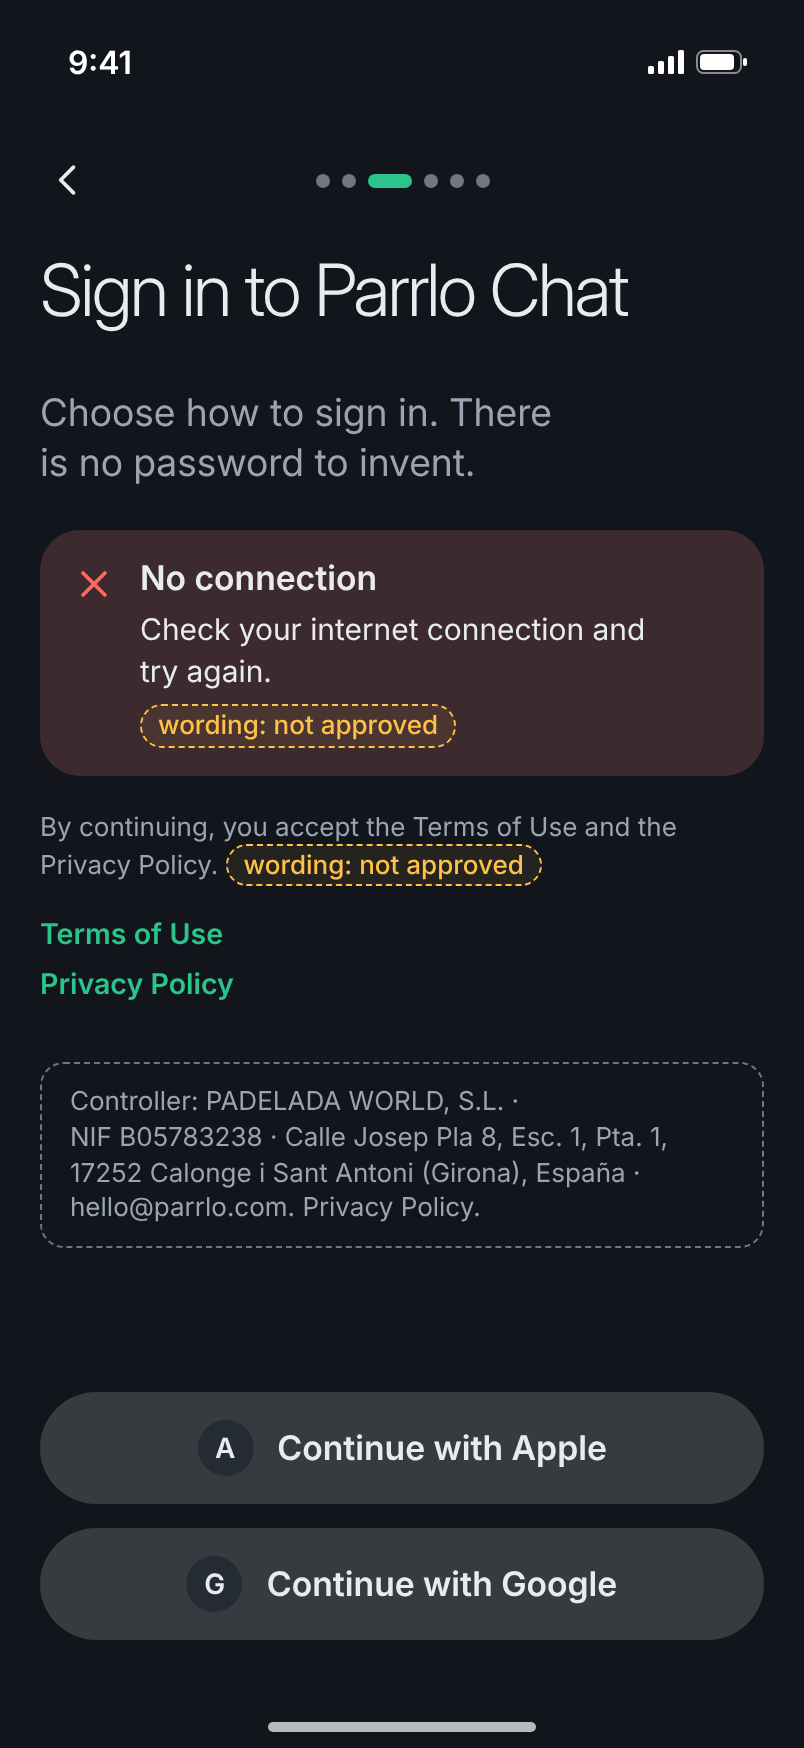 9:41
Sign in to Parrlo Chat
Choose how to sign in. There
is no password to invent.
No connection
Check your internet connection and
try again.
wording: not approved
By continuing, you accept the Terms of Use and the
Privacy Policy. wording: not approved
Terms of Use
Privacy Policy
Controller: PADELADA WORLD, S.L. ·
NIF B05783238 · Calle Josep Pla 8, Esc. 1, Pta. 1,
17252 Calonge i Sant Antoni (Girona), España ·
hello@parrlo.com. Privacy Policy.
A Continue with Apple
G Continue with Google